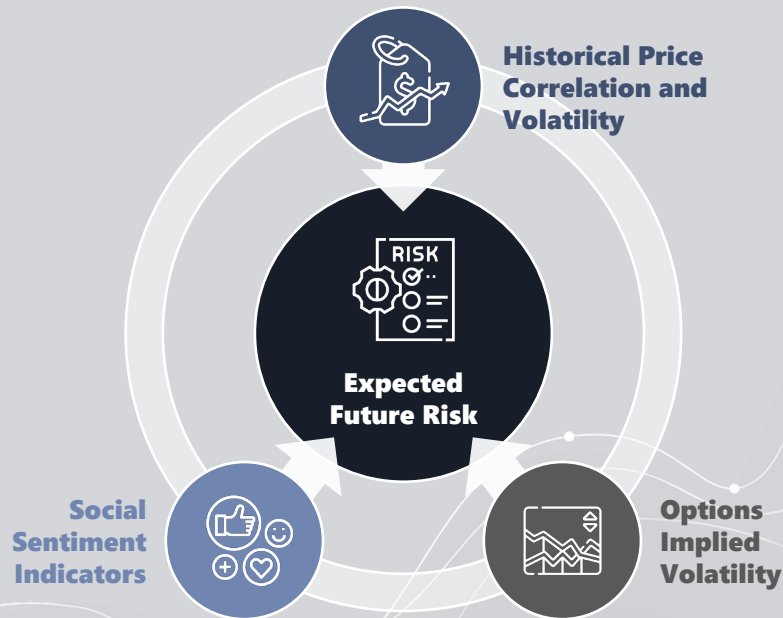 Historical Price
Correlation and
Volatility
RISK
Expected
Future Risk
Social
Sentiment
Indicators
Options
Implied
Volatility